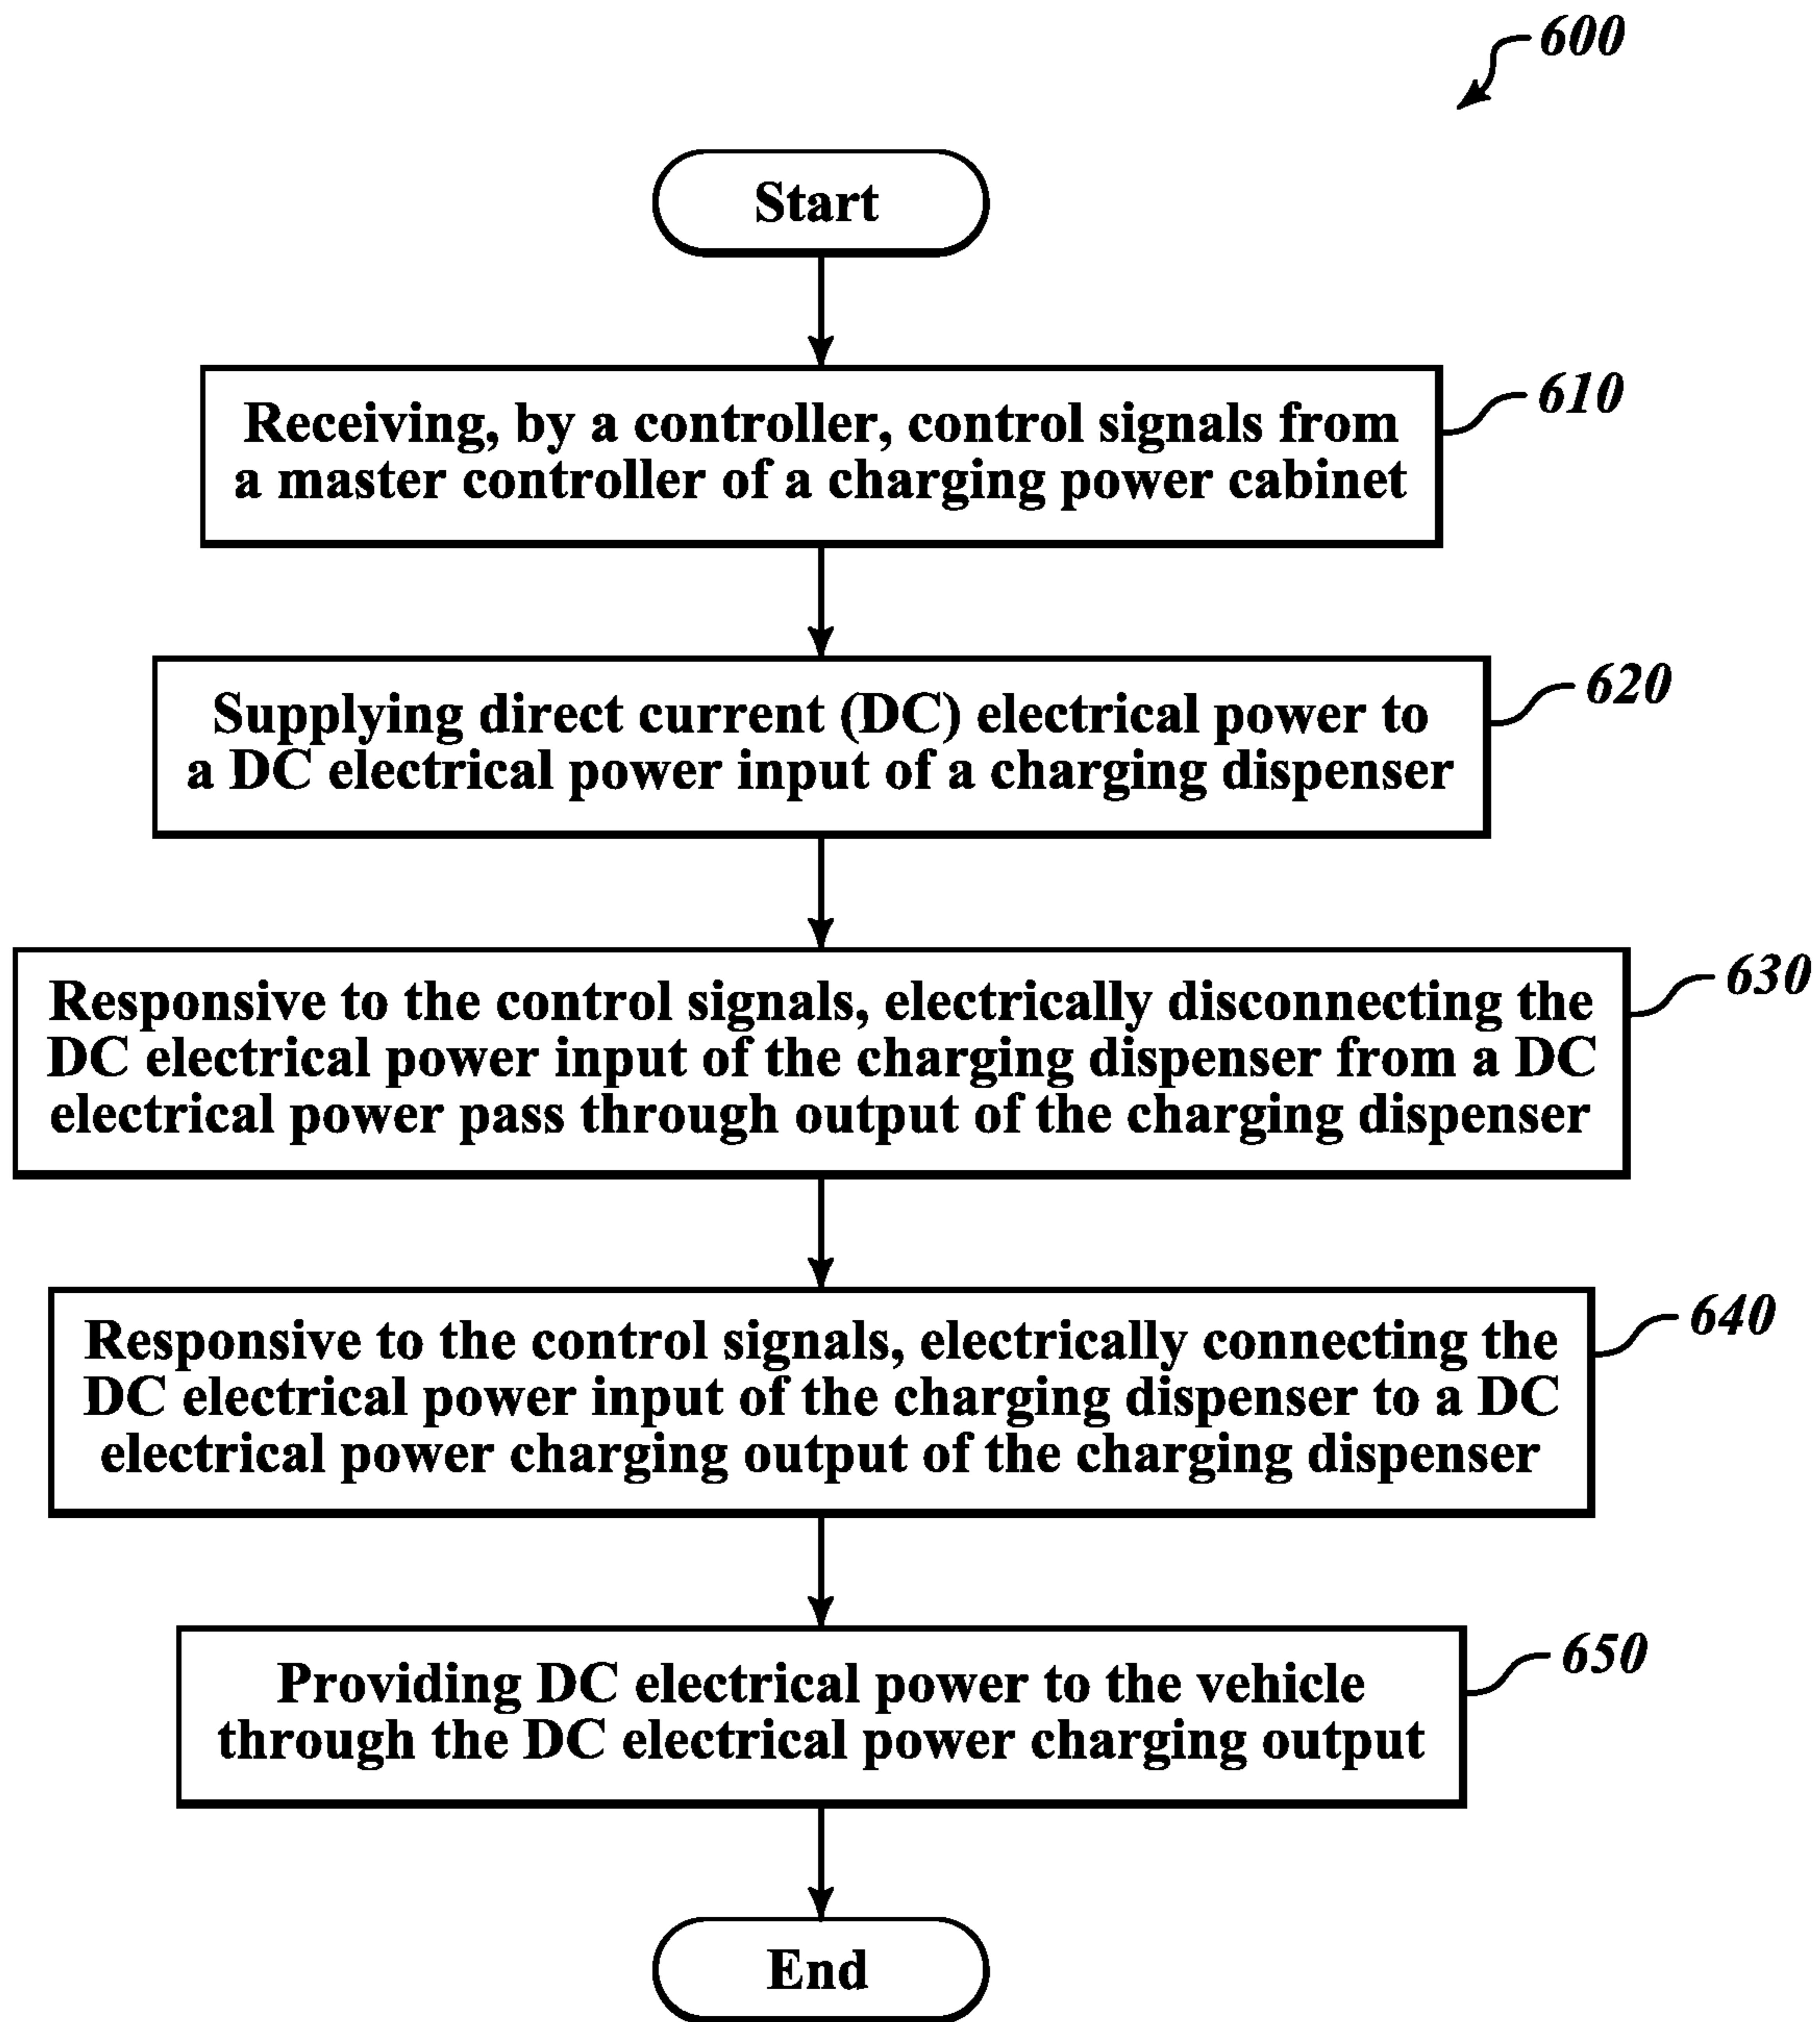 600
Start
Receiving, by a controller, control signals from
a master controller of a charging power cabinet
610
Supplying direct current (DC) electrical power to
a DC electrical power input of a charging dispenser
620
Responsive to the control signals, electrically disconnecting the
DC electrical power input of the charging dispenser from a DC
electrical power pass through output of the charging dispenser
630
Responsive to the control signals, electrically connecting the
DC electrical power input of the charging dispenser to a DC
electrical power charging output of the charging dispenser
640
Providing DC electrical power to the vehicle
through the DC electrical power charging output
650
End